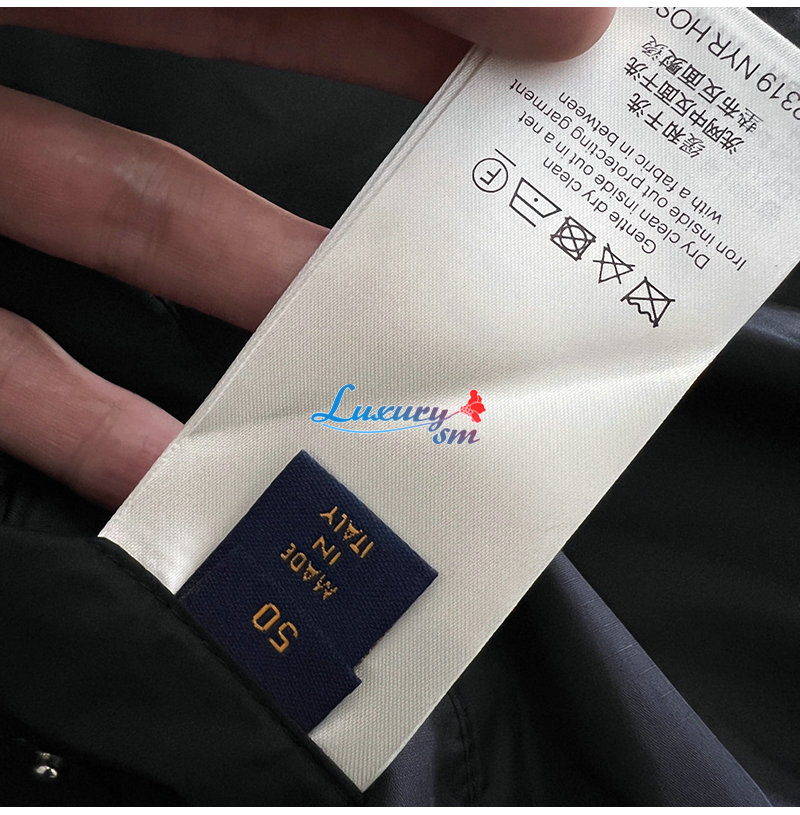 2319 NYR HOS
垫布反面熨烫
洗网中反面干洗
缓和干洗
Iron inside out protecting garment
with a fabric in between
Dry clean inside out in a net
Gentle dry clean
F
Luxury
sm
MADE
IN
ITALY
50